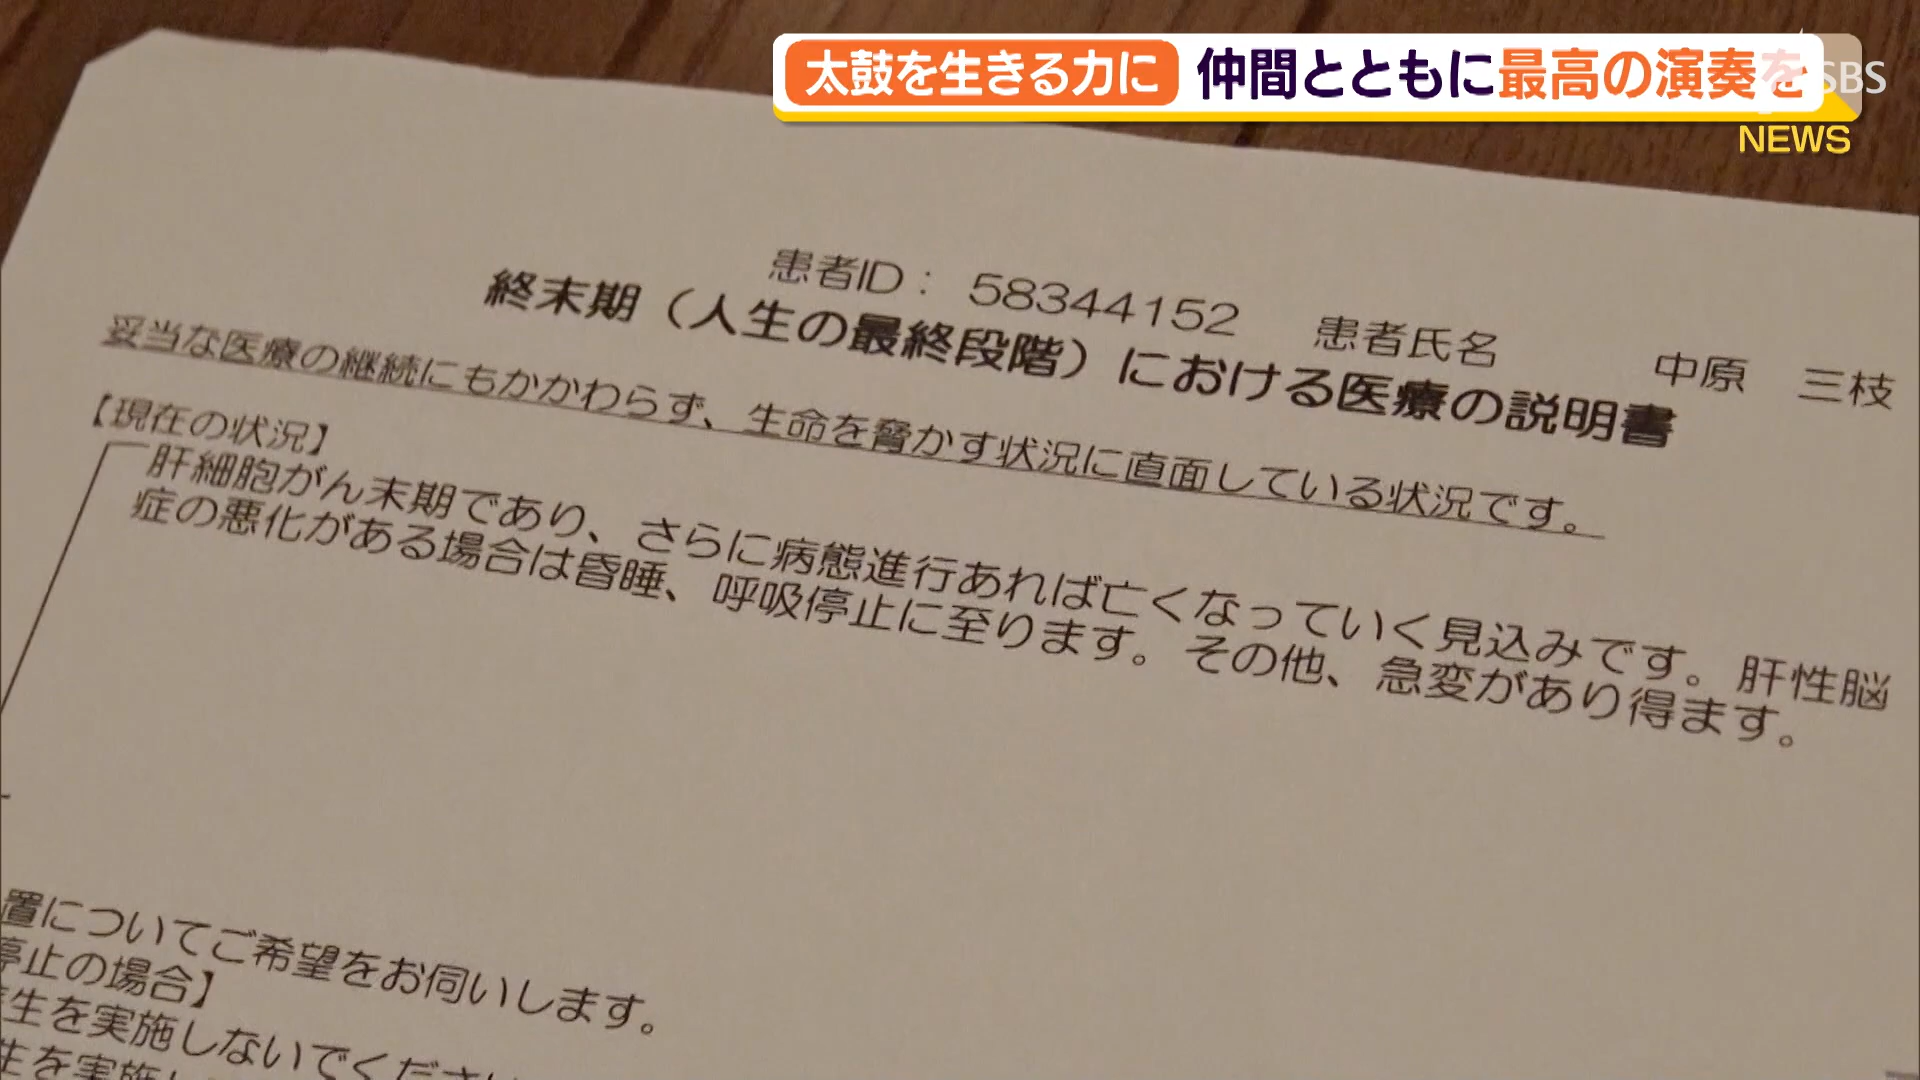 太鼓を生きる力に 仲間とともに最高の演奏を
SBS
NEWS
患者ID： 58344152 患者氏名 中原 三枝
終末期（人生の最終段階）における医療の説明書
妥当な医療の継続にもかかわらず、生命を脅かす状況に直面している状況です。
【現在の状況】
肝細胞がん末期であり、さらに病態進行あれば亡くなっていく見込みです。肝性脳
症の悪化がある場合は昏睡、呼吸停止に至ります。その他、急変があり得ます。
置についてご希望をお伺いします。
停止の場合】
生を実施しないでください
生を実施し